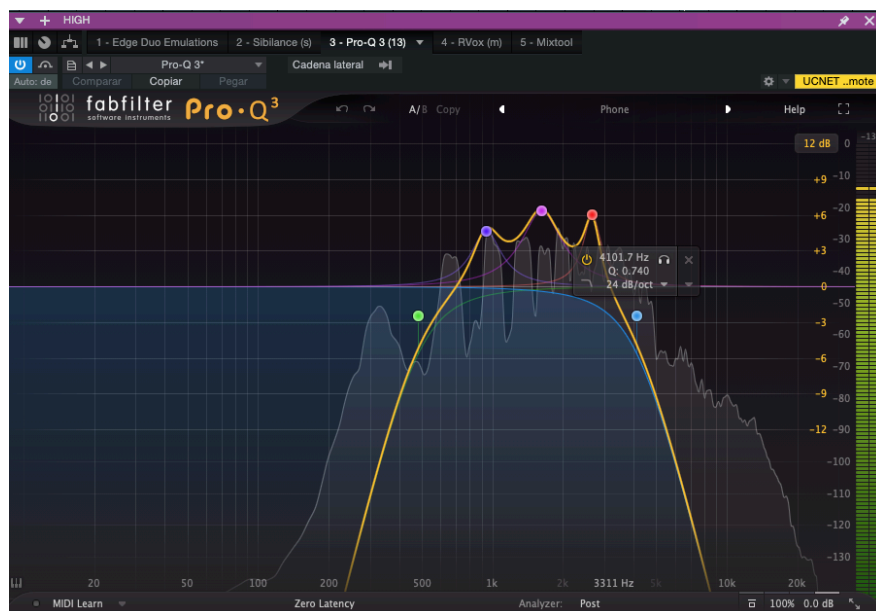 HIGH
1 - Edge Duo Emulations 2 - Sibilance (s) 3 - Pro-Q 3 (13) 4 - RVox (m) 5 - Mixtool
Pro-Q 3* Cadena lateral
Auto: de Comparar Copiar Pegar UCNET ..mote
fabfilter Pro·Q3 A/B Copy Phone Help
software instruments
12 dB 0 -13
+9 -10
-20
+6
-30
+3
4101.7 Hz
-40
Q: 0.740
24 dB/oct 0
-50
-3
-60
-6 -70
-9 -80
-12 -90
-100
-110
-120
-130
20 50 100 200 500 1k 2k 3311 Hz 5k 10k 20k
MIDI Learn Zero Latency Analyzer: Post 100% 0.0 dB